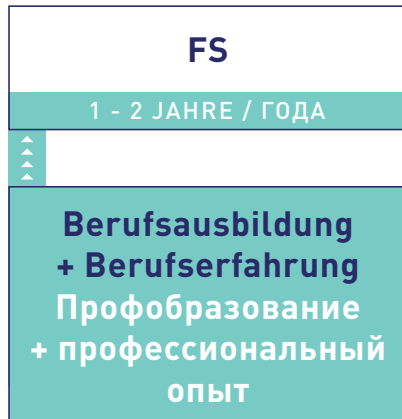 FS
1 - 2 JAHRE / ГОДА
Berufsausbildung
+ Berufserfahrung
Профобразование
+ профессиональный
опыт